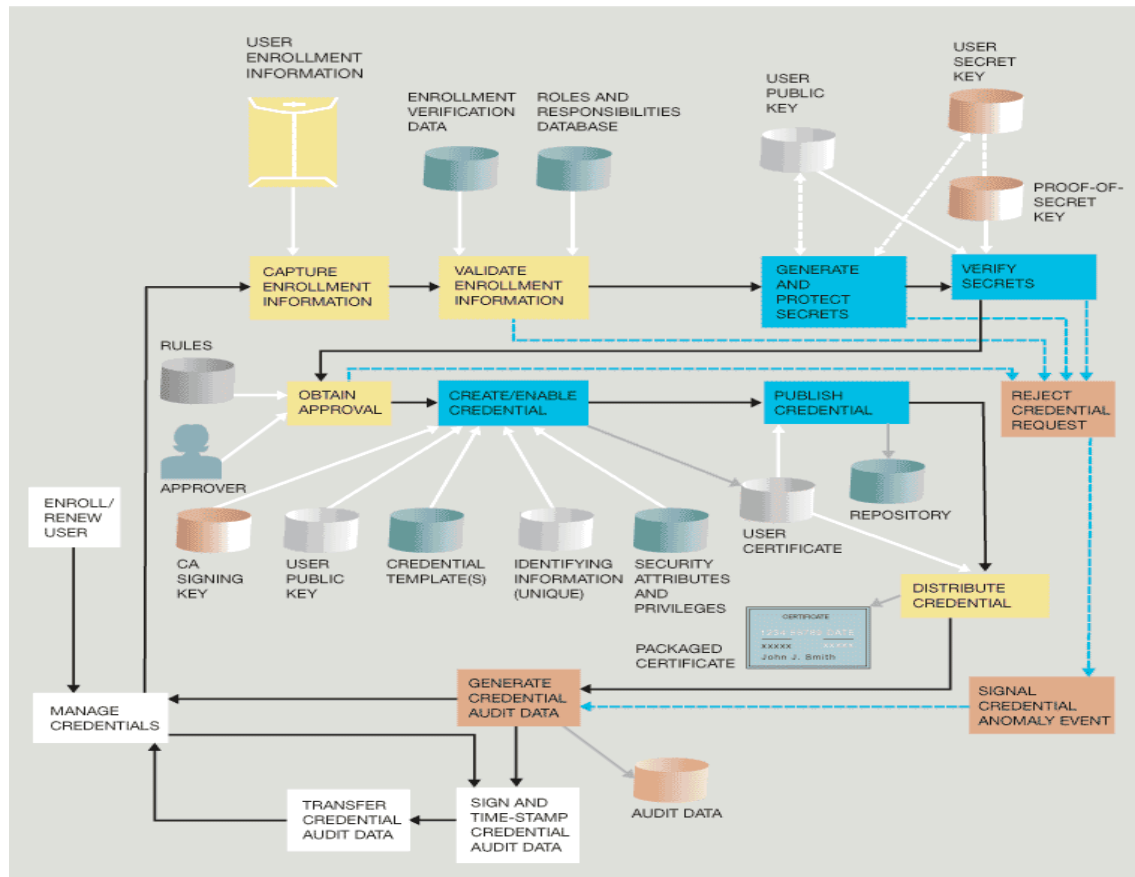 USER
ENROLLMENT
INFORMATION
ENROLLMENT
VERIFICATION
DATA
ROLES AND
RESPONSIBILITIES
DATABASE
USER
PUBLIC
KEY
USER
SECRET
KEY
PROOF-OF-
SECRET
KEY
CAPTURE
ENROLLMENT
INFORMATION
VALIDATE
ENROLLMENT
INFORMATION
GENERATE
AND
PROTECT
SECRETS
VERIFY
SECRETS
RULES
OBTAIN
APPROVAL
CREATE/ENABLE
CREDENTIAL
PUBLISH
CREDENTIAL
REJECT
CREDENTIAL
REQUEST
APPROVER
ENROLL/
RENEW
USER
CA
SIGNING
KEY
USER
PUBLIC
KEY
CREDENTIAL
TEMPLATE(S)
IDENTIFYING
INFORMATION
(UNIQUE)
SECURITY
ATTRIBUTES
AND
PRIVILEGES
USER
CERTIFICATE
REPOSITORY
DISTRIBUTE
CREDENTIAL
PACKAGED
CERTIFICATE
CERTIFICATE
DATE
XXXXX XXXXX
John J. Smith
MANAGE
CREDENTIALS
GENERATE
CREDENTIAL
AUDIT DATA
SIGNAL
CREDENTIAL
ANOMALY EVENT
TRANSFER
CREDENTIAL
AUDIT DATA
SIGN AND
TIME-STAMP
CREDENTIAL
AUDIT DATA
AUDIT DATA